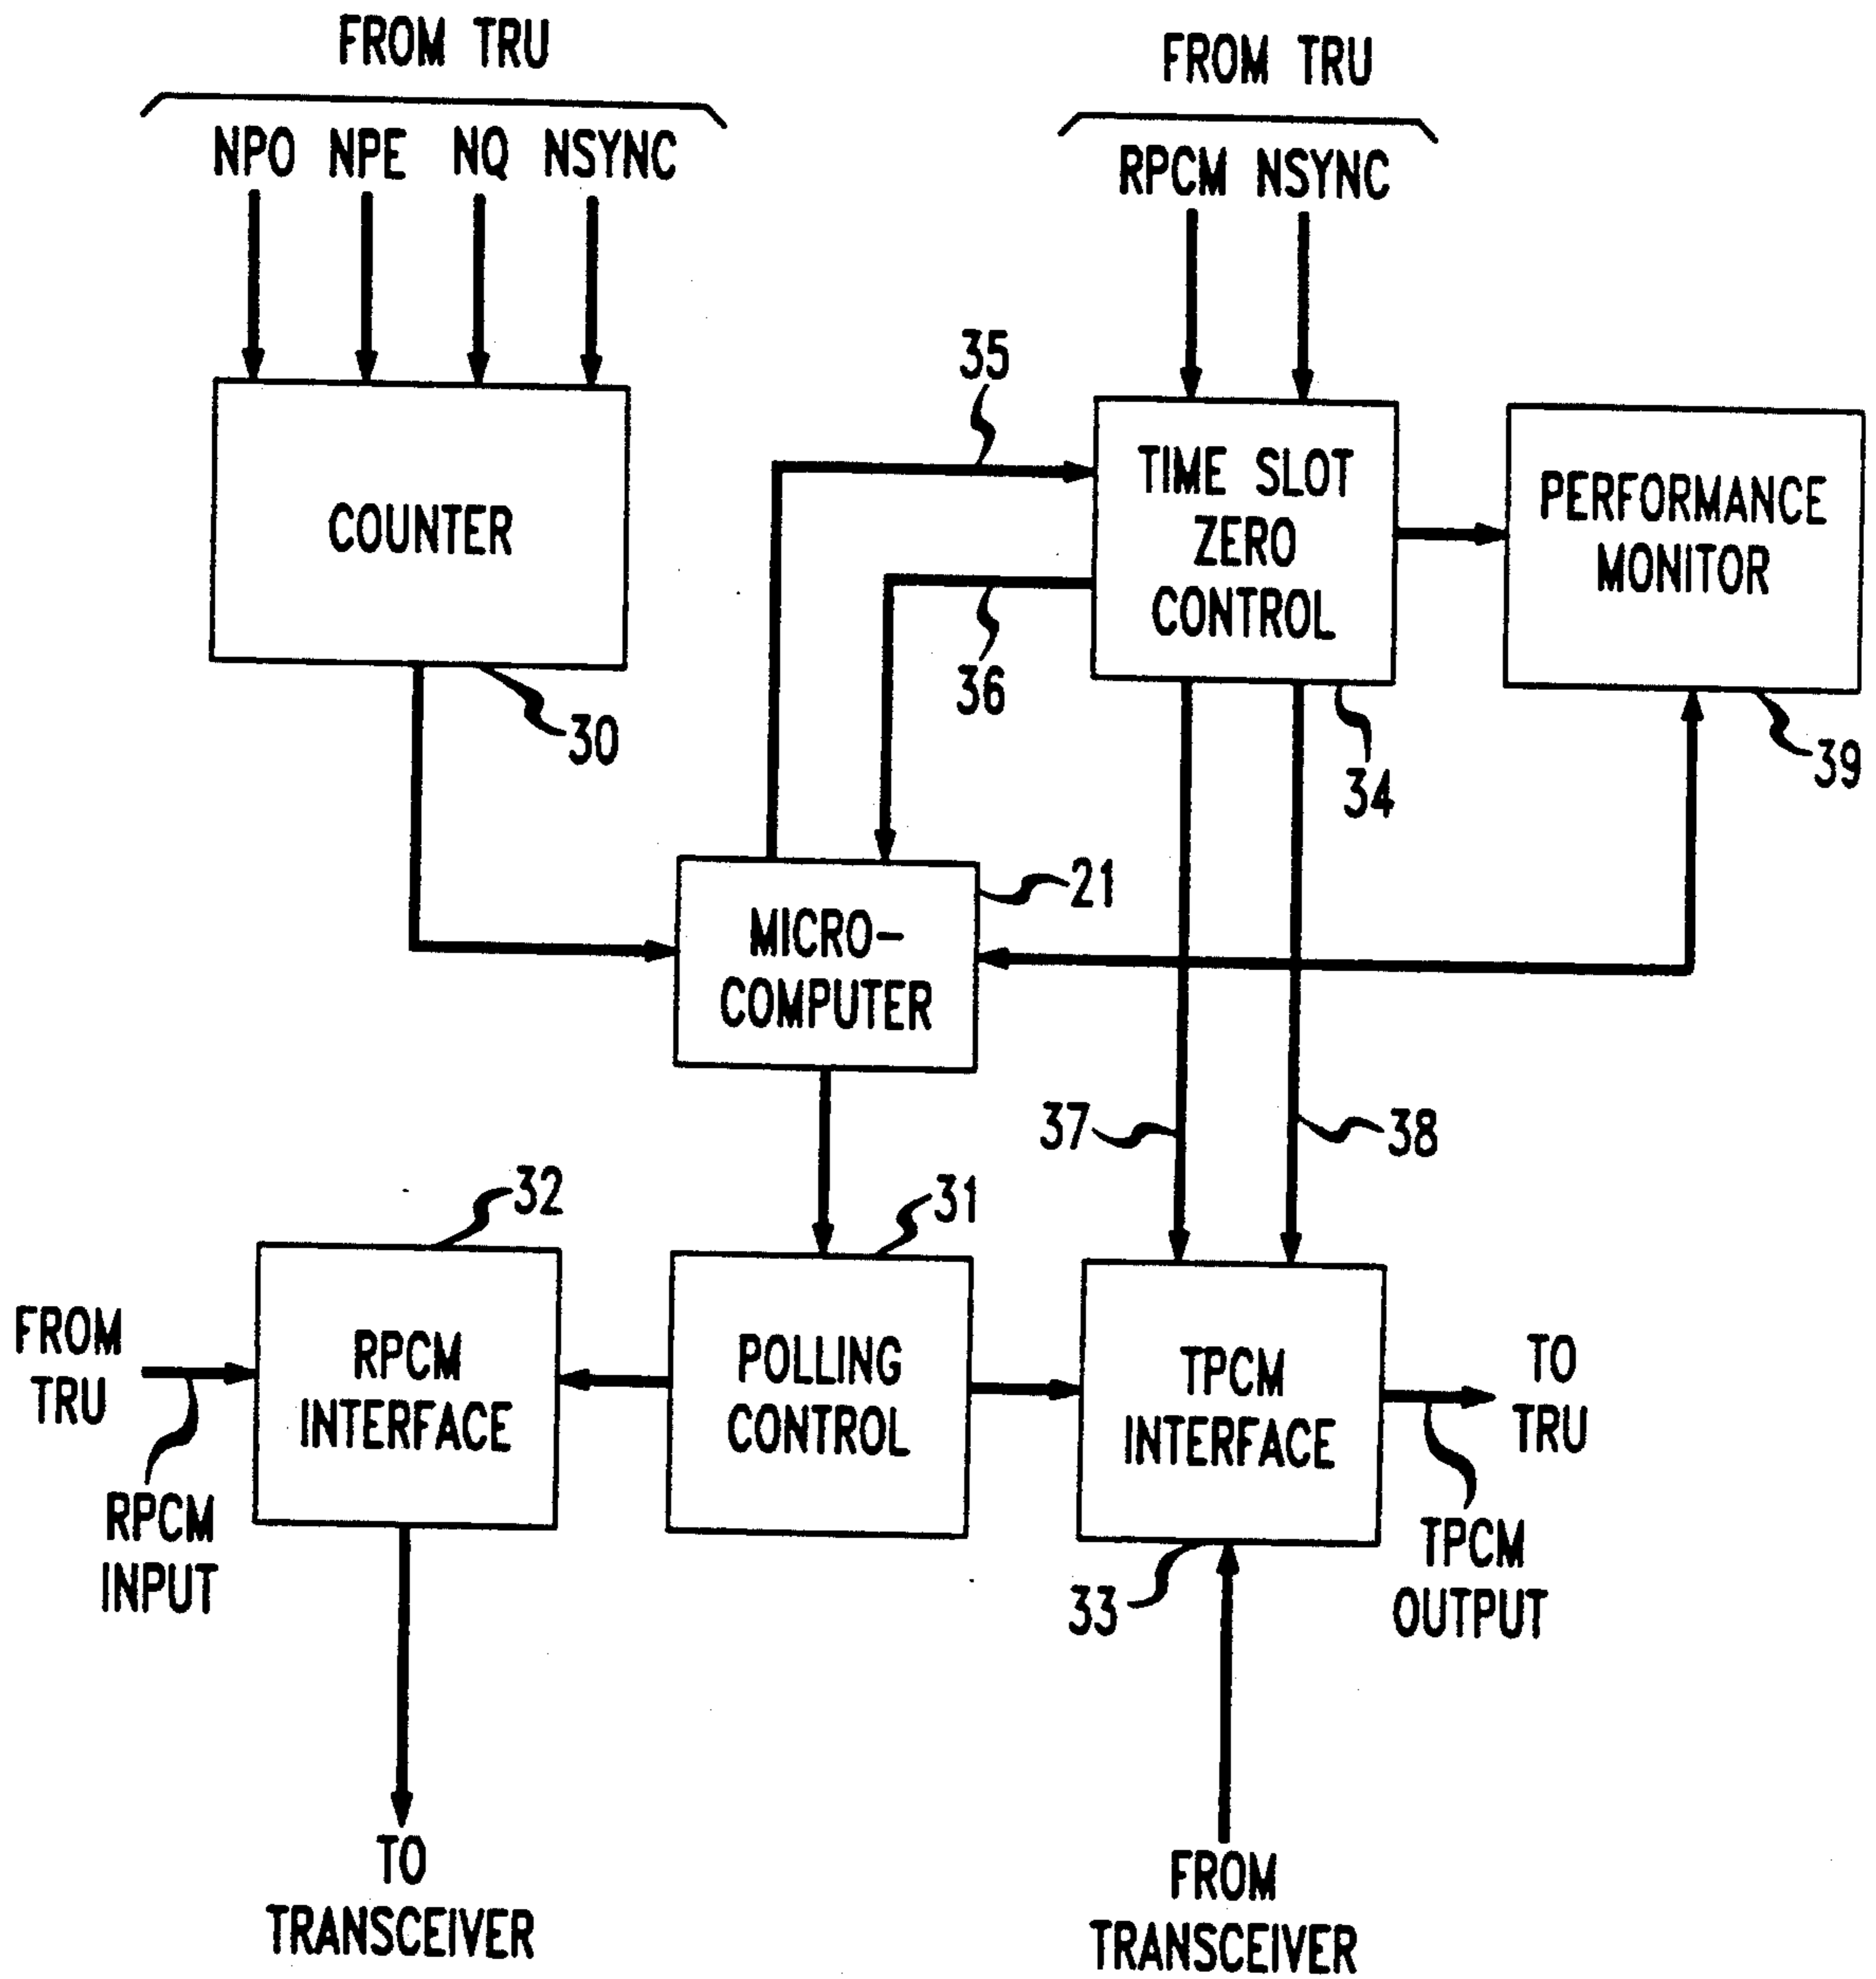 FROM TRU
NPO NPE NQ NSYNC
FROM TRU
RPCM NSYNC
35
COUNTER
TIME SLOT
ZERO
CONTROL
PERFORMANCE
MONITOR
36
30
34
39
21
MICRO-
COMPUTER
37
38
32
31
FROM
TRU
RPCM
INTERFACE
POLLING
CONTROL
TPCM
INTERFACE
TO
TRU
RPCM
INPUT
33
TPCM
OUTPUT
TO
TRANSCEIVER
FROM
TRANSCEIVER